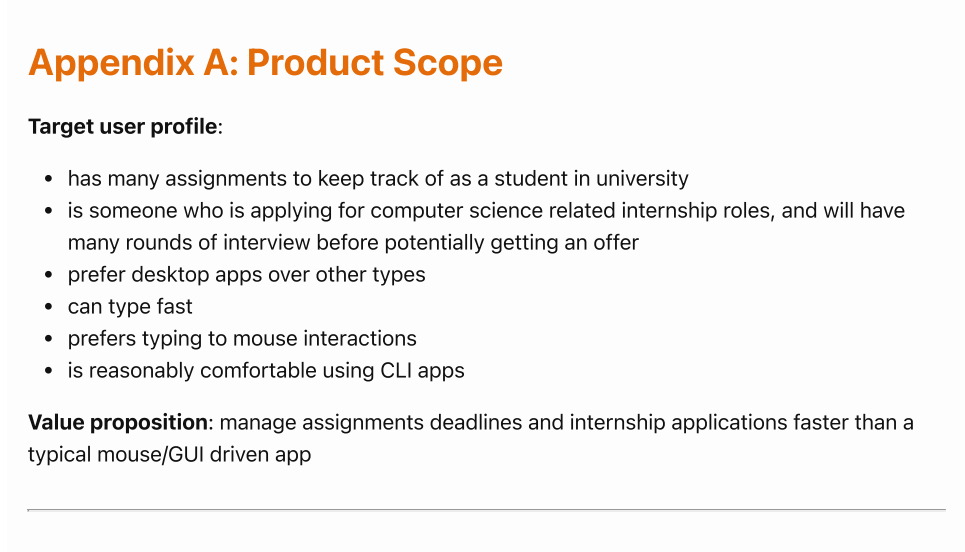 Appendix A: Product Scope
Target user profile:
• has many assignments to keep track of as a student in university
• is someone who is applying for computer science related internship roles, and will have
many rounds of interview before potentially getting an offer
• prefer desktop apps over other types
• can type fast
• prefers typing to mouse interactions
• is reasonably comfortable using CLI apps
Value proposition: manage assignments deadlines and internship applications faster than a
typical mouse/GUI driven app